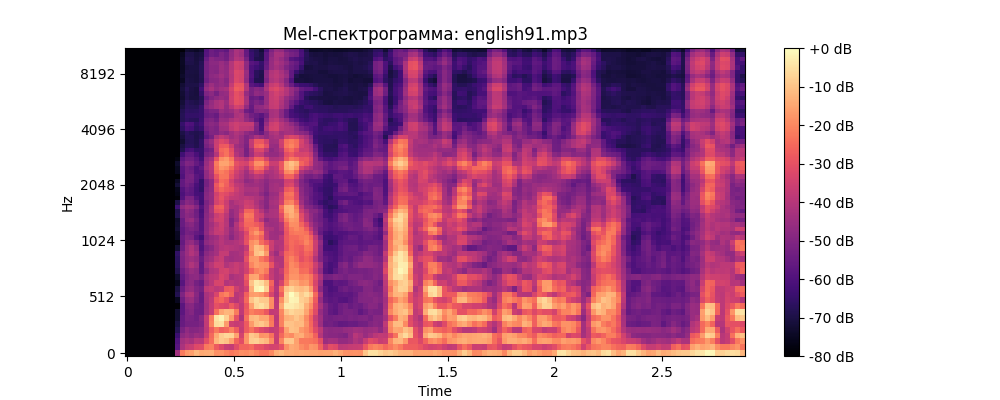 Mel-спектрограмма: english91.mp3
8192
4096
2048
1024
512
0
Hz
0
0.5
1
1.5
2
2.5
Time
+0 dB
-10 dB
-20 dB
-30 dB
-40 dB
-50 dB
-60 dB
-70 dB
-80 dB